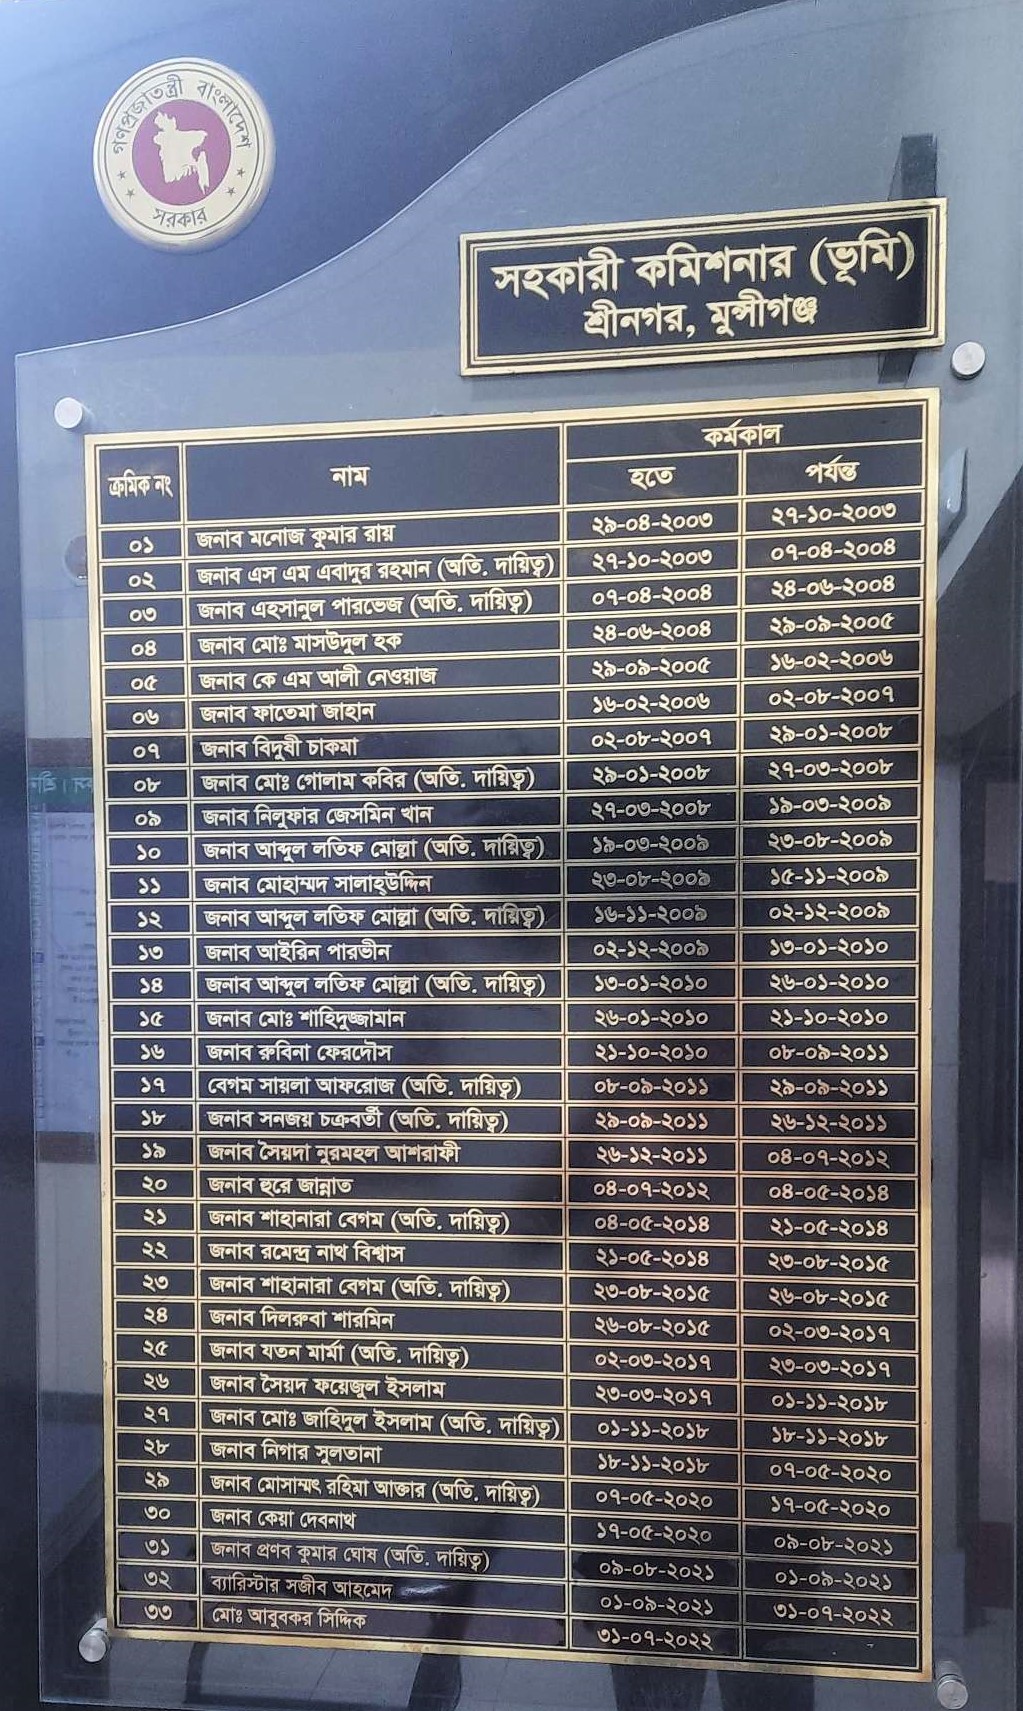 গণপ্রজাতন্ত্রী বাংলাদেশ
সরকার
সহকারী কমিশনার (ভূমি)
শ্রীনগর, মুন্সীগঞ্জ
ক্রমিক নং নাম কর্মকাল
হতে পর্যন্ত
০১ জনাব মনোজ কুমার রায় ২৯-০৪-২০০৩ ২৭-১০-২০০৩
০২ জনাব এস এম এবাদুর রহমান (অতি. দায়িত্ব) ২৭-১০-২০০৩ ০৭-০৪-২০০৪
০৩ জনাব এহসানুল পারভেজ (অতি. দায়িত্ব) ০৭-০৪-২০০৪ ২৪-০৬-২০০৪
০৪ জনাব মোঃ মাসউদুল হক ২৪-০৬-২০০৪ ২৯-০৯-২০০৫
০৫ জনাব কে এম আলী নেওয়াজ ২৯-০৯-২০০৫ ১৬-০২-২০০৬
০৬ জনাব ফাতেমা জাহান ১৬-০২-২০০৬ ০২-০৮-২০০৭
০৭ জনাব বিদুষী চাকমা ০২-০৮-২০০৭ ২৯-০১-২০০৮
০৮ জনাব মোঃ গোলাম কবির (অতি. দায়িত্ব) ২৯-০১-২০০৮ ২৭-০৩-২০০৮
০৯ জনাব নিলুফার জেসমিন খান ২৭-০৩-২০০৮ ১৯-০৩-২০০৯
১০ জনাব আব্দুল লতিফ মোল্লা (অতি. দায়িত্ব) ১৯-০৩-২০০৯ ২৩-০৮-২০০৯
১১ জনাব মোহাম্মদ সালাহ্উদ্দিন ২৩-০৮-২০০৯ ১৫-১১-২০০৯
১২ জনাব আব্দুল লতিফ মোল্লা (অতি. দায়িত্ব) ১৬-১১-২০০৯ ০২-১২-২০০৯
১৩ জনাব আইরিন পারভীন ০২-১২-২০০৯ ১৩-০১-২০১০
১৪ জনাব আব্দুল লতিফ মোল্লা (অতি. দায়িত্ব) ১৩-০১-২০১০ ২৬-০১-২০১০
১৫ জনাব মোঃ শাহিদুজ্জামান ২৬-০১-২০১০ ২১-১০-২০১০
১৬ জনাব রুবিনা ফেরদৌস ২১-১০-২০১০ ০৮-০৯-২০১১
১৭ বেগম সায়লা আফরোজ (অতি. দায়িত্ব) ০৮-০৯-২০১১ ২৯-০৯-২০১১
১৮ জনাব সনজয় চক্রবর্তী (অতি. দায়িত্ব) ২৯-০৯-২০১১ ২৬-১২-২০১১
১৯ জনাব সৈয়দা নুরমহল আশরাফী ২৬-১২-২০১১ ০৪-০৭-২০১২
২০ জনাব হুরে জান্নাত ০৪-০৭-২০১২ ০৪-০৫-২০১৪
২১ জনাব শাহানারা বেগম (অতি. দায়িত্ব) ০৪-০৫-২০১৪ ২১-০৫-২০১৪
২২ জনাব রমেন্দ্র নাথ বিশ্বাস ২১-০৫-২০১৪ ২৩-০৮-২০১৫
২৩ জনাব শাহানারা বেগম (অতি. দায়িত্ব) ২৩-০৮-২০১৫ ২৬-০৮-২০১৫
২৪ জনাব দিলরুবা শারমিন ২৬-০৮-২০১৫ ০২-০৩-২০১৭
২৫ জনাব যতন মার্মা (অতি. দায়িত্ব) ০২-০৩-২০১৭ ২৩-০৩-২০১৭
২৬ জনাব সৈয়দ ফয়েজুল ইসলাম ২৩-০৩-২০১৭ ০১-১১-২০১৮
২৭ জনাব মোঃ জাহিদুল ইসলাম (অতি. দায়িত্ব) ০১-১১-২০১৮ ১৮-১১-২০১৮
২৮ জনাব নিগার সুলতানা ১৮-১১-২০১৮ ০৭-০৫-২০২০
২৯ জনাব মোসাম্মৎ রহিমা আক্তার (অতি. দায়িত্ব) ০৭-০৫-২০২০ ১৭-০৫-২০২০
৩০ জনাব কেয়া দেবনাথ ১৭-০৫-২০২০ ০৯-০৮-২০২১
৩১ জনাব প্রণব কুমার ঘোষ (অতি. দায়িত্ব) ০৯-০৮-২০২১ ০১-০৯-২০২১
৩২ ব্যারিস্টার সজীব আহমেদ ০১-০৯-২০২১ ৩১-০৭-২০২২
৩৩ মোঃ আবুবকর সিদ্দিক ৩১-০৭-২০২২